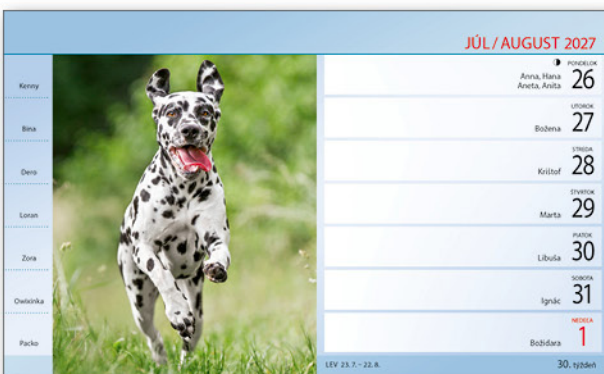 JÚL / AUGUST 2027
Kenny
Bina
Dero
Loran
Zora
Owixinka
Packo
PONDELOK
Anna, Hana
Aneta, Anita
26
UTOROK
Božena
27
STREDA
Krištof
28
ŠTVRTOK
Marta
29
PIATOK
Libuša
30
SOBOTA
Ignác
31
NEDEĽA
Božidara
1
LEV 23. 7. – 22. 8.
30. týždeň